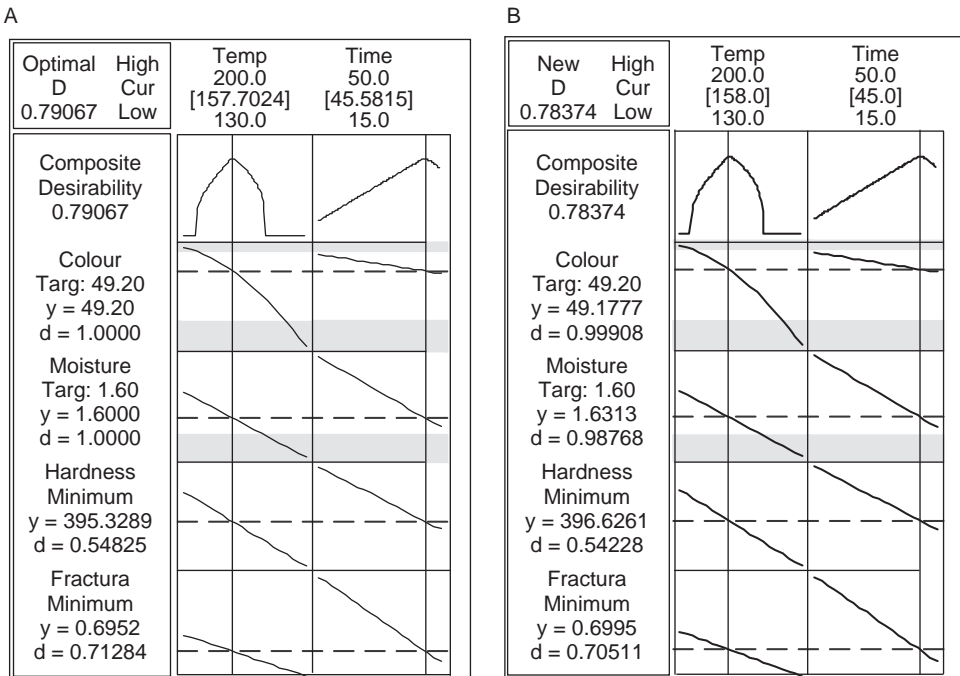 A
Optimal High
D Cur
0.79067 Low
Temp
200.0
[157.7024]
130.0
Time
50.0
[45.5815]
15.0
Composite
Desirability
0.79067
Colour
Targ: 49.20
y = 49.20
d = 1.0000
Moisture
Targ: 1.60
y = 1.6000
d = 1.0000
Hardness
Minimum
y = 395.3289
d = 0.54825
Fractura
Minimum
y = 0.6952
d = 0.71284
B
New High
D Cur
0.78374 Low
Temp
200.0
[158.0]
130.0
Time
50.0
[45.0]
15.0
Composite
Desirability
0.78374
Colour
Targ: 49.20
y = 49.1777
d = 0.99908
Moisture
Targ: 1.60
y = 1.6313
d = 0.98768
Hardness
Minimum
y = 396.6261
d = 0.54228
Fractura
Minimum
y = 0.6995
d = 0.70511